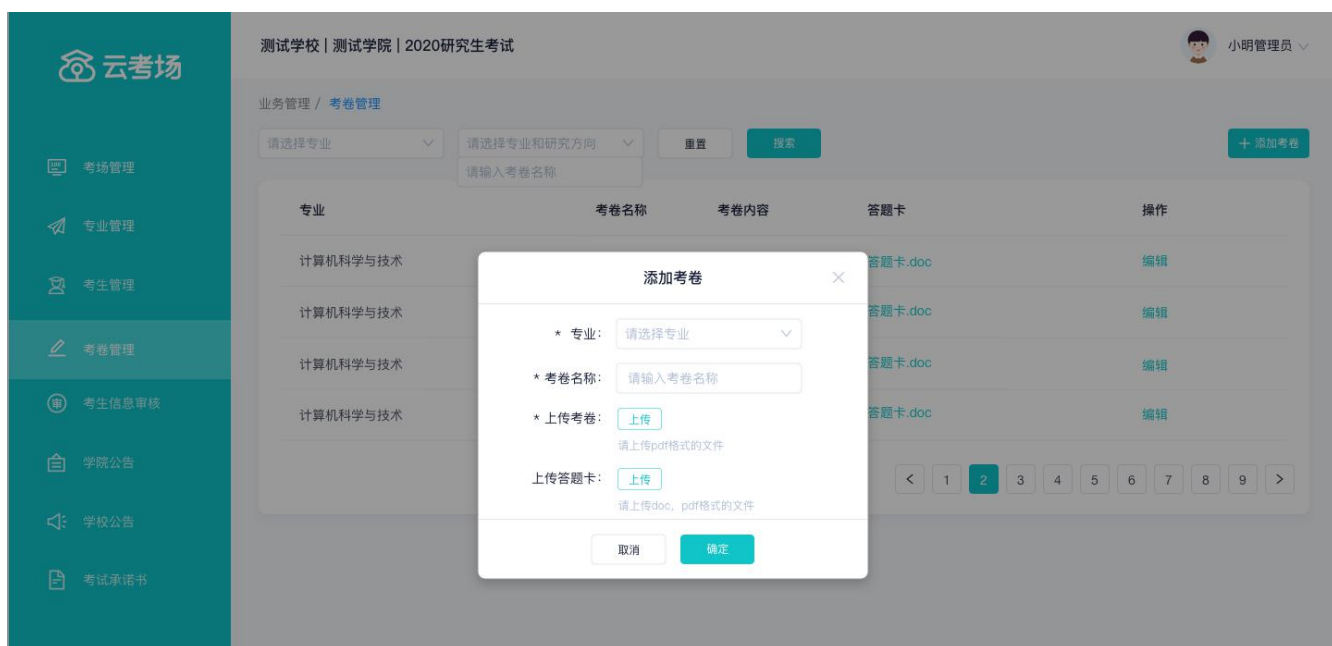 云考场
测试学校 | 测试学院 | 2020研究生考试
小明管理员
业务管理 / 考卷管理
请选择专业
请选择专业和研究方向
重置
搜索
+ 添加考卷
请输入考卷名称
考场管理
专业管理
考生管理
考卷管理
审 考生信息审核
学院公告
学校公告
考试承诺书
专业 考卷名称 考卷内容 答题卡 操作
计算机科学与技术 答题卡.doc 编辑
计算机科学与技术 答题卡.doc 编辑
计算机科学与技术 答题卡.doc 编辑
计算机科学与技术 答题卡.doc 编辑
< 1 2 3 4 5 6 7 8 9 >
添加考卷
* 专业: 请选择专业
* 考卷名称: 请输入考卷名称
* 上传考卷: 上传
请上传pdf格式的文件
上传答题卡: 上传
请上传doc, pdf格式的文件
取消 确定